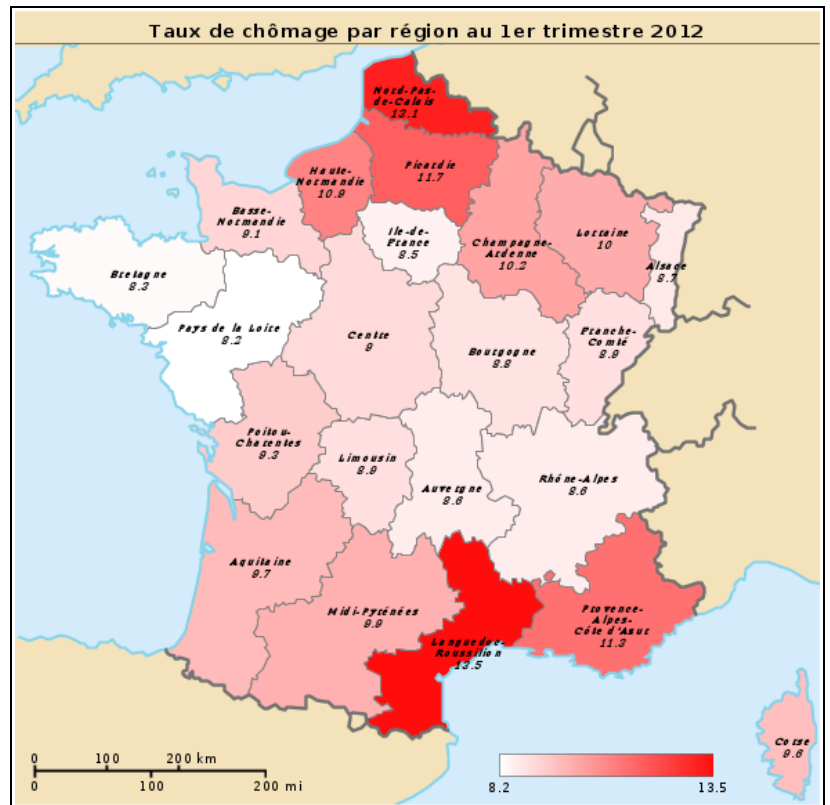 Taux de chômage par région au 1er trimestre 2012
Nord-Pas-
de-Calais
13.1
Picardie
11.7
Haute-
Normandie
10.9
Basse-
Normandie
9.1
Ile-de-
France
8.5
Champagne-
Ardenne
10.2
Lorraine
10
Alsace
8.7
Bretagne
8.3
Pays de la Loire
8.2
Centre
9
Bourgogne
8.8
Franche-
Comté
8.9
Poitou-
Charentes
9.3
Limousin
8.9
Auvergne
8.6
Rhône-Alpes
8.6
Aquitaine
9.7
Midi-Pyrénées
9.9
Languedoc-
Roussillon
13.5
Provence-
Alpes-
Côte d'Azur
11.3
Corse
9.6
0 100 200 km
0 100 200 mi
8.2 13.5